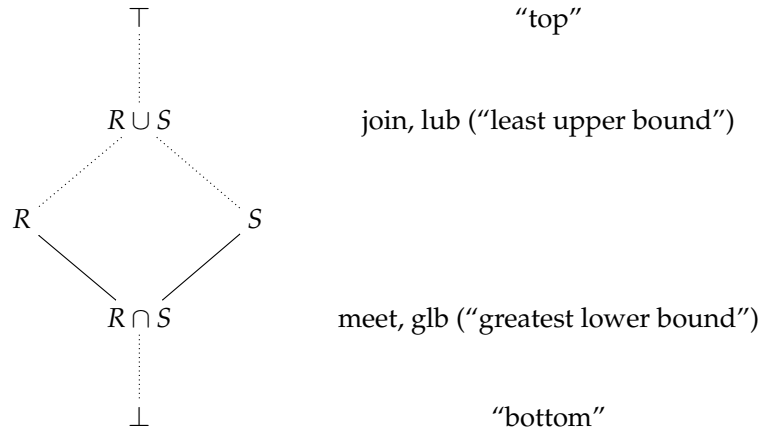 ⊤ “top”
R ∪ S join, lub (“least upper bound”)
R S
R ∩ S meet, glb (“greatest lower bound”)
⊥ “bottom”